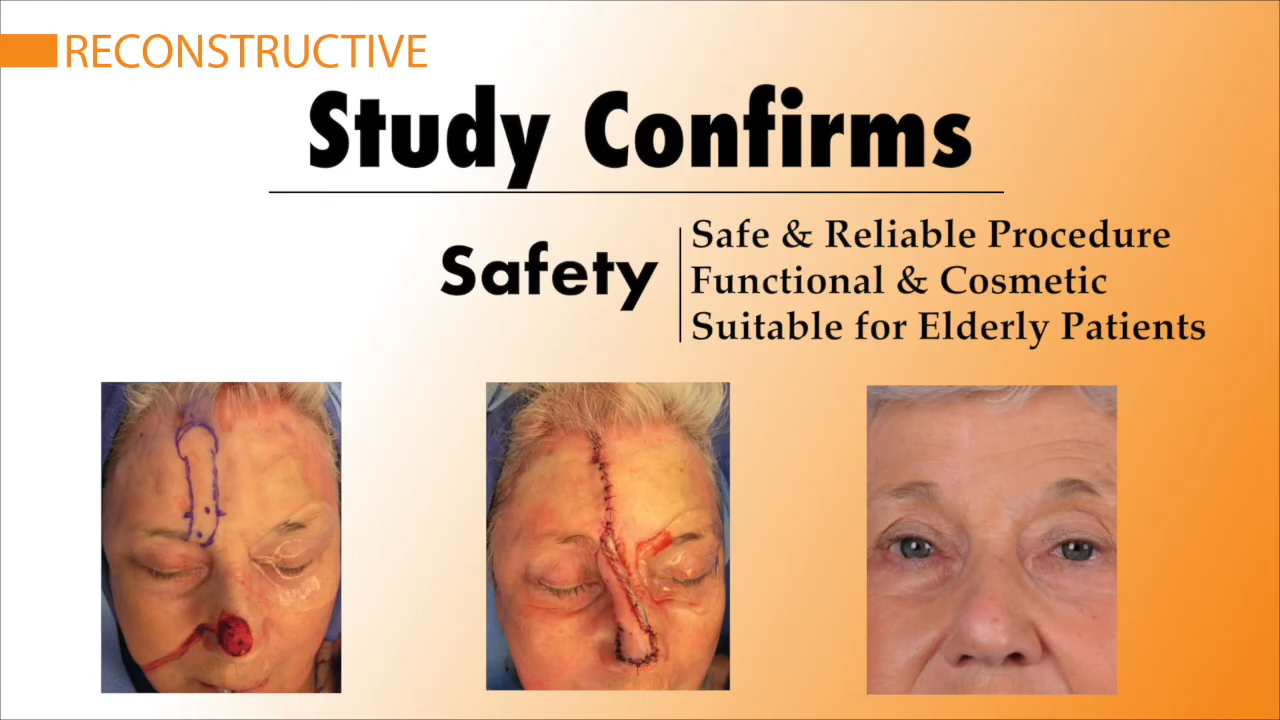 RECONSTRUCTIVE
Study Confirms
Safety
Safe & Reliable Procedure
Functional & Cosmetic
Suitable for Elderly Patients